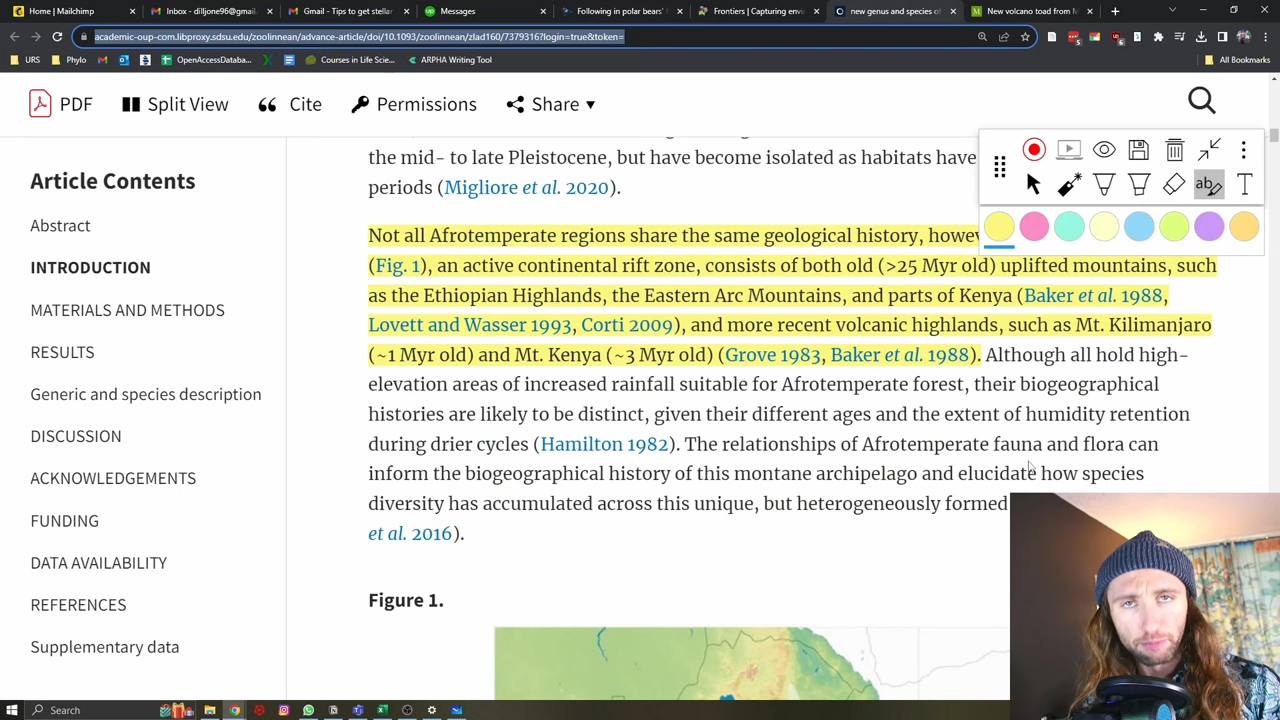 (4) Home | Mailchimp
Inbox - diljone96@gmail.com
Gmail - Tips to get stellar
Messages
Following in polar bears'
Frontiers | Capturing envi
new genus and species of
New volcano toad from M
academic-oup-com.libproxy.sdsu.edu/zoolinnean/advance-article/doi/10.1093/zoolinnean/zlad160/7379316?login=true&token=
URS
Phylo
OpenAccessDataba...
Courses in Life Scie...
ARPHA Writing Tool
All Bookmarks
PDF
Split View
Cite
Permissions
Share
Article Contents
Abstract
INTRODUCTION
MATERIALS AND METHODS
RESULTS
Generic and species description
DISCUSSION
ACKNOWLEDGEMENTS
FUNDING
DATA AVAILABILITY
REFERENCES
Supplementary data
the mid- to late Pleistocene, but have become isolated as habitats have
periods (Migliore et al. 2020).
Not all Afrotemperate regions share the same geological history,
(Fig. 1), an active continental rift zone, consists of both old (>25 Myr old) uplifted mountains, such
as the Ethiopian Highlands, the Eastern Arc Mountains, and parts of Kenya (Baker et al. 1988,
Lovett and Wasser 1993, Corti 2009), and more recent volcanic highlands, such as Mt. Kilimanjaro
(~1 Myr old) and Mt. Kenya (~3 Myr old) (Grove 1983, Baker et al. 1988). Although all hold high-
elevation areas of increased rainfall suitable for Afrotemperate forest, their biogeographical
histories are likely to be distinct, given their different ages and the extent of humidity retention
during drier cycles (Hamilton 1982). The relationships of Afrotemperate fauna and flora can
inform the biogeographical history of this montane archipelago and elucidate how species
diversity has accumulated across this unique, but heterogeneously formed
et al. 2016).
Figure 1.
ab
T
Search